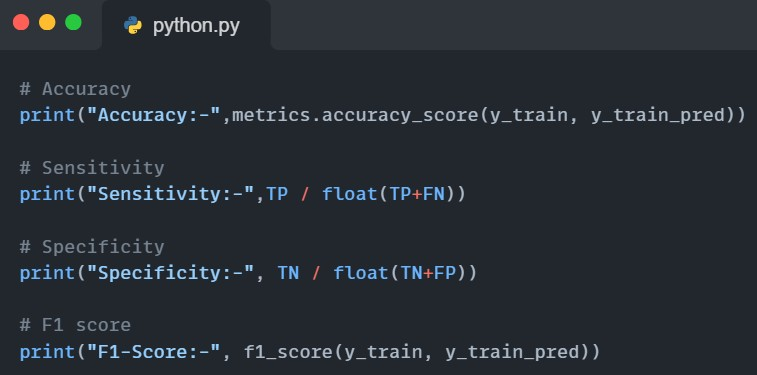 python.py
# Accuracy
print("Accuracy:-",metrics.accuracy_score(y_train, y_train_pred))
# Sensitivity
print("Sensitivity:-",TP / float(TP+FN))
# Specificity
print("Specificity:-", TN / float(TN+FP))
# F1 score
print("F1-Score:-", f1_score(y_train, y_train_pred))